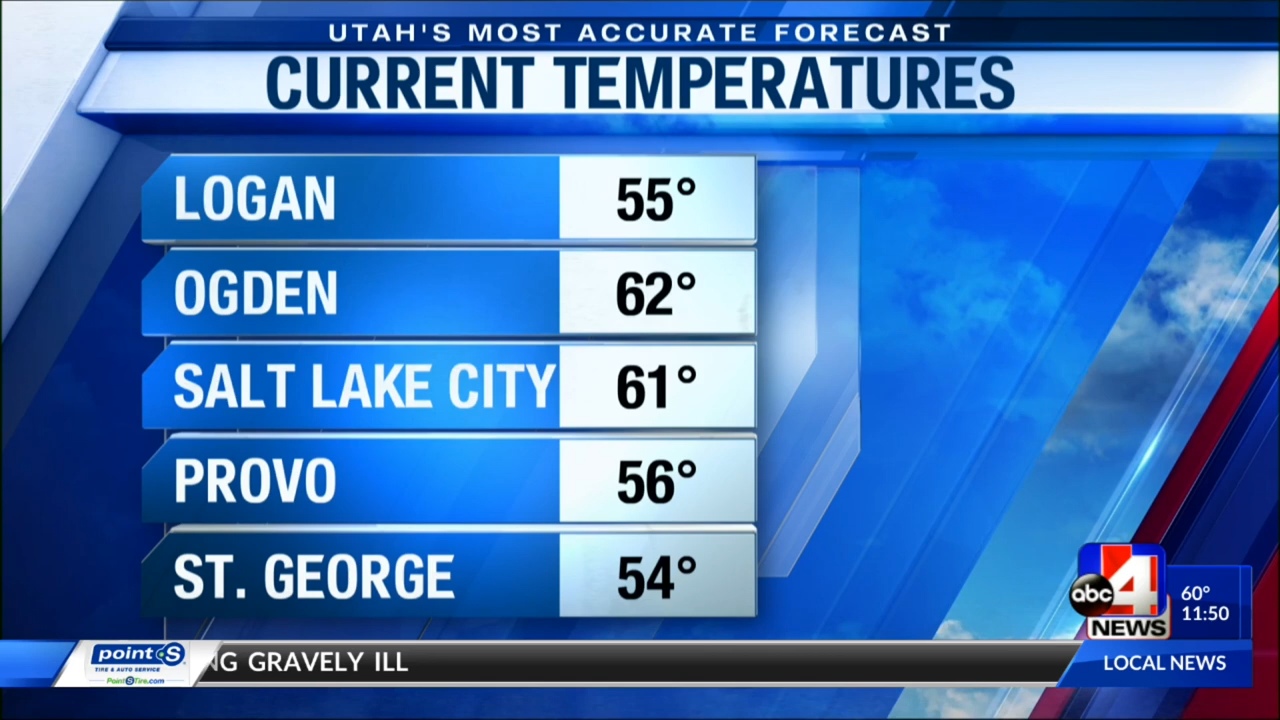 UTAH'S MOST ACCURATE FORECAST
CURRENT TEMPERATURES
LOGAN 55°
OGDEN 62°
SALT LAKE CITY 61°
PROVO 56°
ST. GEORGE 54°
abc 4 NEWS
60°
11:50
point S
TIRE & AUTO SERVICE
PointSTire.com
NG GRAVELY ILL
LOCAL NEWS